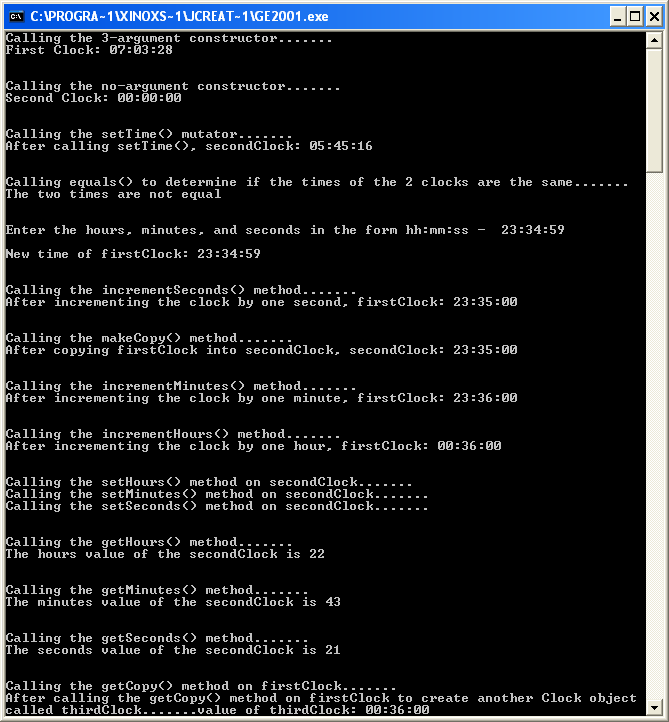 C:\PROGRA~1\XINOXS~1\JCREAT~1\GE2001.exe
Calling the 3-argument constructor.......
First Clock: 07:03:28
Calling the no-argument constructor.......
Second Clock: 00:00:00
Calling the setTime() mutator.......
After calling setTime(), secondClock: 05:45:16
Calling equals() to determine if the times of the 2 clocks are the same.......
The two times are not equal
Enter the hours, minutes, and seconds in the form hh:mm:ss -  23:34:59
New time of firstClock: 23:34:59
Calling the incrementSeconds() method.......
After incrementing the clock by one second, firstClock: 23:35:00
Calling the makeCopy() method.......
After copying firstClock into secondClock, secondClock: 23:35:00
Calling the incrementMinutes() method.......
After incrementing the clock by one minute, firstClock: 23:36:00
Calling the incrementHours() method.......
After incrementing the clock by one hour, firstClock: 00:36:00
Calling the setHours() method on secondClock.......
Calling the setMinutes() method on secondClock.......
Calling the setSeconds() method on secondClock.......
Calling the getHours() method.......
The hours value of the secondClock is 22
Calling the getMinutes() method.......
The minutes value of the secondClock is 43
Calling the getSeconds() method.......
The seconds value of the secondClock is 21
Calling the getCopy() method on firstClock.......
After calling the getCopy() method on firstClock to create another Clock object
called thirdClock.......value of thirdClock: 00:36:00